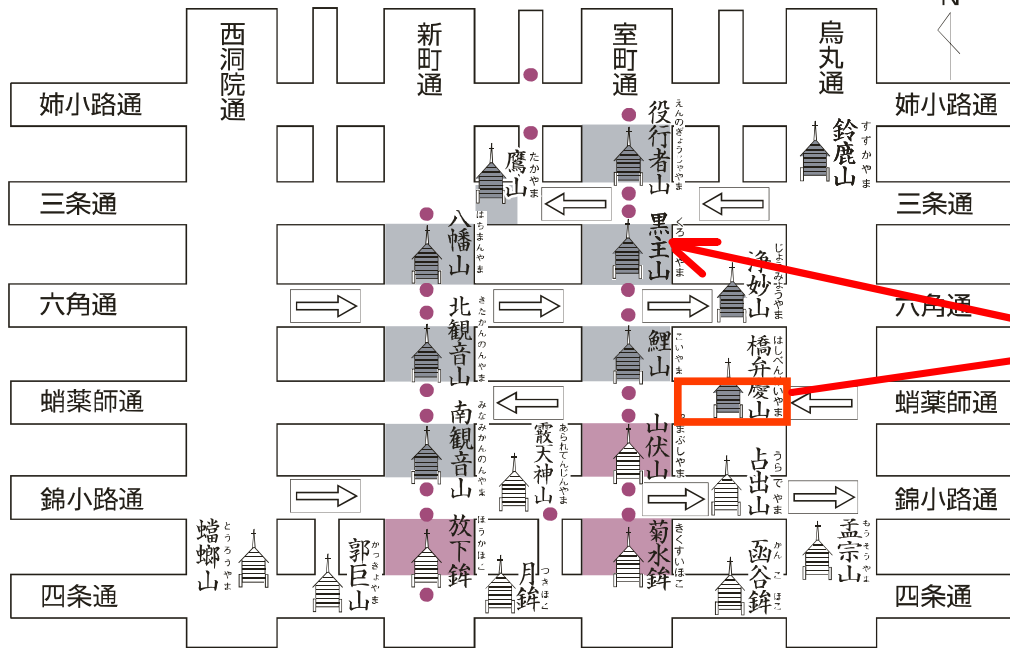 N
西洞院通
新町通
室町通
烏丸通
姉小路通
姉小路通
役行者山
えんのぎょうじゃやま
鈴鹿山
すずかやま
鷹山
たかやま
三条通
三条通
八幡山
はちまんやま
黒主山
くろ
やま
浄妙山
じょうみょうやま
六角通
六角通
北観音山
きたかんのんやま
鯉山
こいやま
橋弁慶山
はしべん
いやま
蛸薬師通
蛸薬師通
南観音山
みなみかんのんやま
霰天神山
あられてんじんやま
山伏山
やまぶしやま
占出山
うらでやま
錦小路通
錦小路通
蟷螂山
とうろうやま
郭巨山
かっきょやま
放下鉾
ほうかほこ
月鉾
つきほこ
菊水鉾
きくすいほこ
函谷鉾
かんこほこ
孟宗山
もうそうやま
四条通
四条通